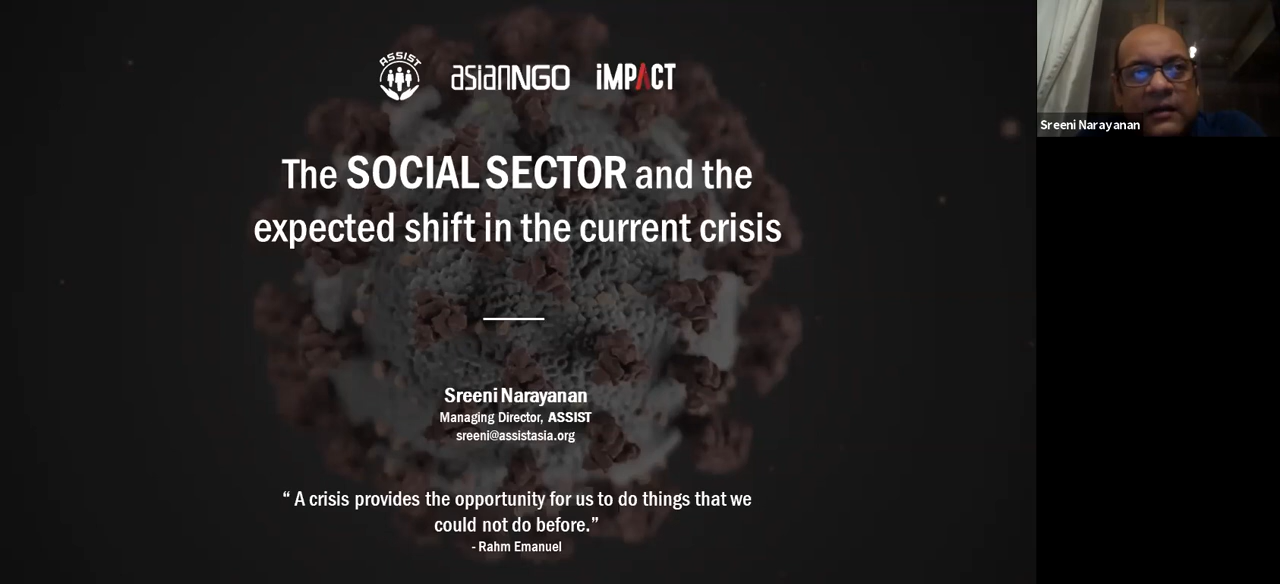 ASSIST
asianNGO
iMPACT
The SOCIAL SECTOR and the
expected shift in the current crisis
Sreeni Narayanan
Managing Director, ASSIST
sreeni@assistasia.org
“ A crisis provides the opportunity for us to do things that we
could not do before.”
- Rahm Emanuel
Sreeni Narayanan